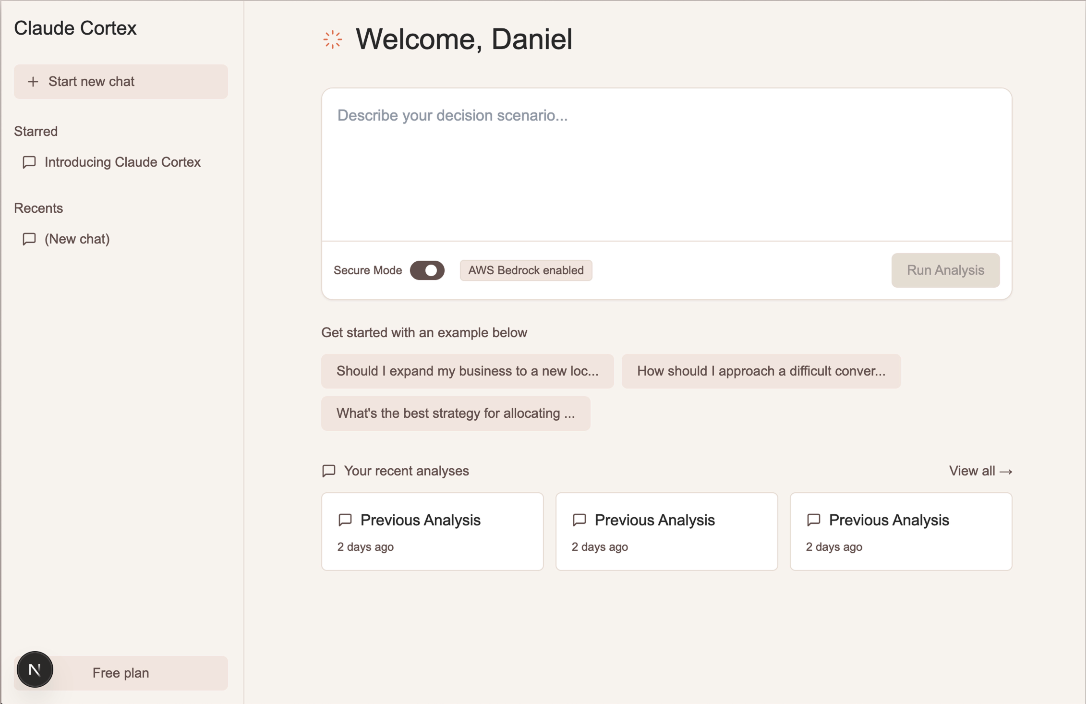 Claude Cortex
Start new chat
Starred
Introducing Claude Cortex
Recents
(New chat)
N
Free plan
Welcome, Daniel
Describe your decision scenario...
Secure Mode
AWS Bedrock enabled
Run Analysis
Get started with an example below
Should I expand my business to a new loc...
How should I approach a difficult conver...
What's the best strategy for allocating ...
Your recent analyses
View all →
Previous Analysis
2 days ago
Previous Analysis
2 days ago
Previous Analysis
2 days ago